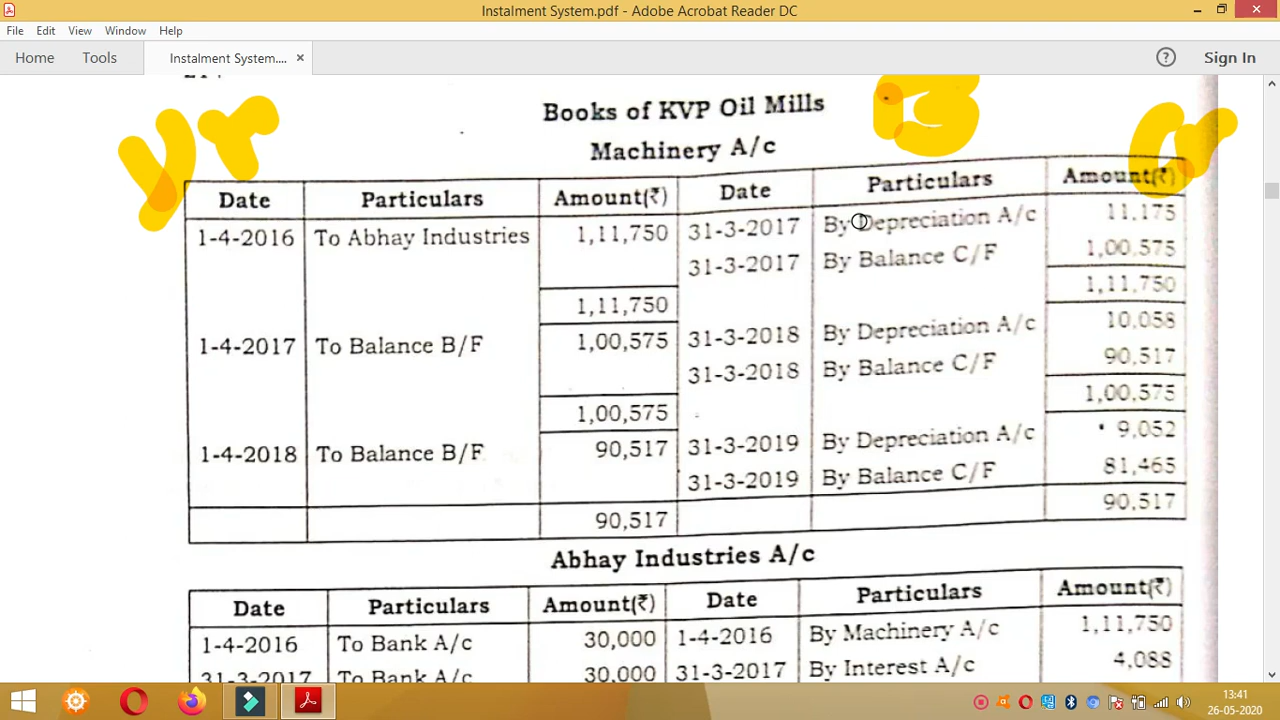 Instalment System.pdf - Adobe Acrobat Reader DC
File Edit View Window Help
Home Tools Instalment System.... × Sign In
Books of KVP Oil Mills
Machinery A/c
Date Particulars Amount(₹) Date Particulars Amount(₹)
1-4-2016 To Abhay Industries 1,11,750 31-3-2017 By Depreciation A/c 11,175
31-3-2017 By Balance C/F 1,00,575
1,11,750 1,11,750
1-4-2017 To Balance B/F 1,00,575 31-3-2018 By Depreciation A/c 10,058
31-3-2018 By Balance C/F 90,517
1,00,575 1,00,575
1-4-2018 To Balance B/F 90,517 31-3-2019 By Depreciation A/c 9,052
31-3-2019 By Balance C/F 81,465
90,517 90,517
Abhay Industries A/c
Date Particulars Amount(₹) Date Particulars Amount(₹)
1-4-2016 To Bank A/c 30,000 1-4-2016 By Machinery A/c 1,11,750
31-3-2017 To Bank A/c 30,000 31-3-2017 By Interest A/c 4,088
13:41
26-05-2020